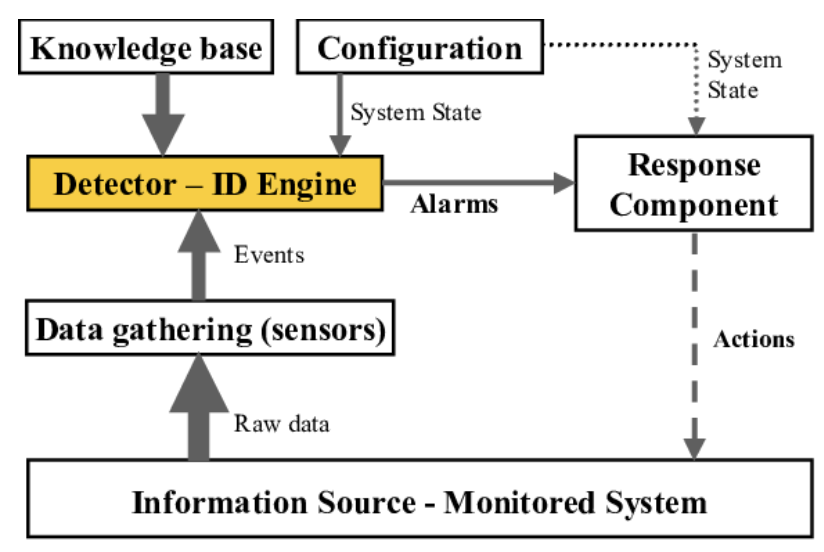 Knowledge base
Configuration
System
State
System State
Detector – ID Engine
Alarms
Response
Component
Events
Data gathering (sensors)
Actions
Raw data
Information Source - Monitored System